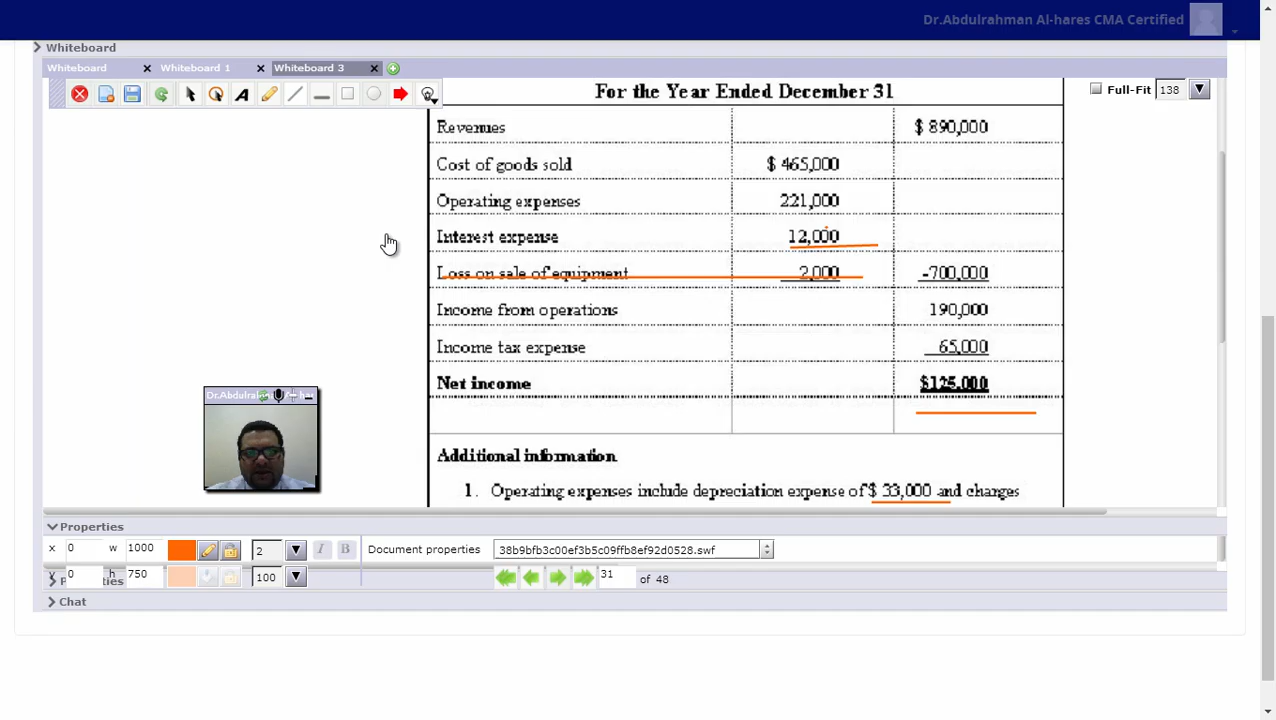 Dr.Abdulrahman Al-hares CMA Certified
Whiteboard
Whiteboard Whiteboard 1 Whiteboard 3
For the Year Ended December 31
Full-Fit 138
Revenues $ 890,000
Cost of goods sold $ 465,000
Operating expenses 221,000
Interest expense 12,000
Loss on sale of equipment 2,000 -700,000
Income from operations 190,000
Income tax expense 65,000
Net income $125,000
Additional information
1. Operating expenses include depreciation expense of $ 33,000 and charges
Properties
x 0 w 1000 2 I B Document properties 38b9bfb3c00ef3b5c09ffb8ef92d0528.swf
y 0 h 750 100 31 of 48
Chat